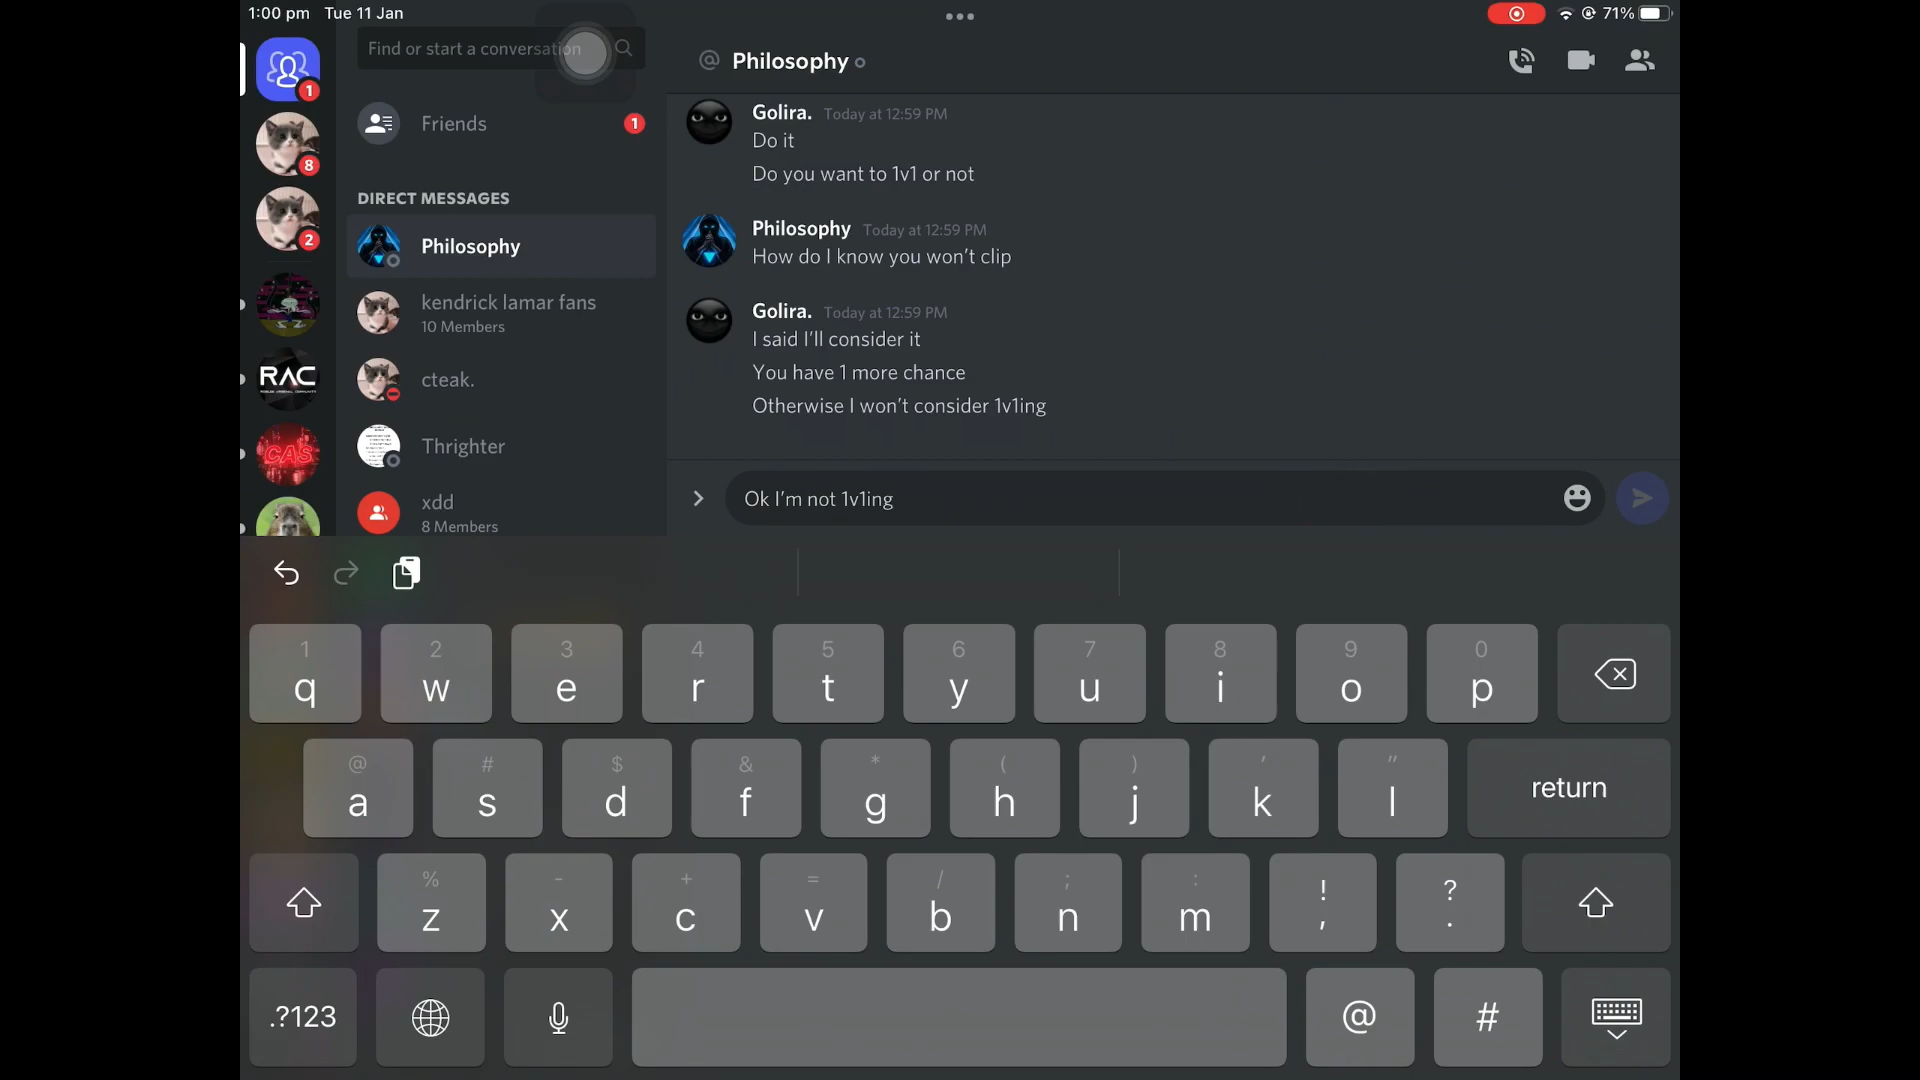 1:00 pm Tue 11 Jan
71%
Find or start a conversation
1
Friends
1
8
2
DIRECT MESSAGES
Philosophy
kendrick lamar fans
10 Members
cteak.
Thrighter
xdd
8 Members
RAC
CAS
@ Philosophy
Golira. Today at 12:59 PM
Do it
Do you want to 1v1 or not
Philosophy Today at 12:59 PM
How do I know you won’t clip
Golira. Today at 12:59 PM
I said I’ll consider it
You have 1 more chance
Otherwise I won’t consider 1v1ing
Ok I’m not 1v1ing
1 2 3 4 5 6 7 8 9 0
q w e r t y u i o p
@ # $ & * ( ) ’ "
a s d f g h j k l return
% - + = / ; : ! ?
z x c v b n m , .
.?123 @ #